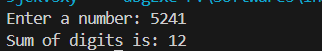 Enter a number: 5241
Sum of digits is: 12